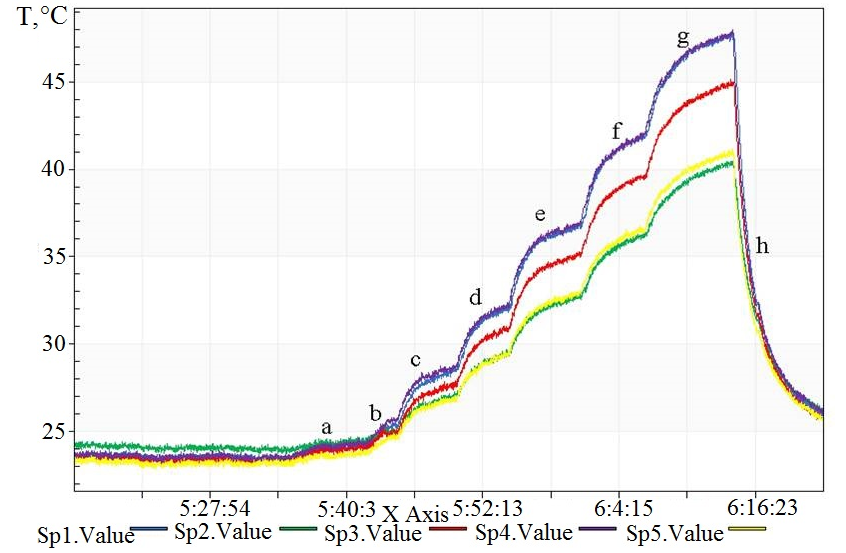 T,°C
g
45
f
40
e
35
h
d
30
c
b
a
25
5:27:54 5:40:3 5:52:13 6:4:15 6:16:23
X Axis
Sp1.Value Sp2.Value Sp3.Value Sp4.Value Sp5.Value